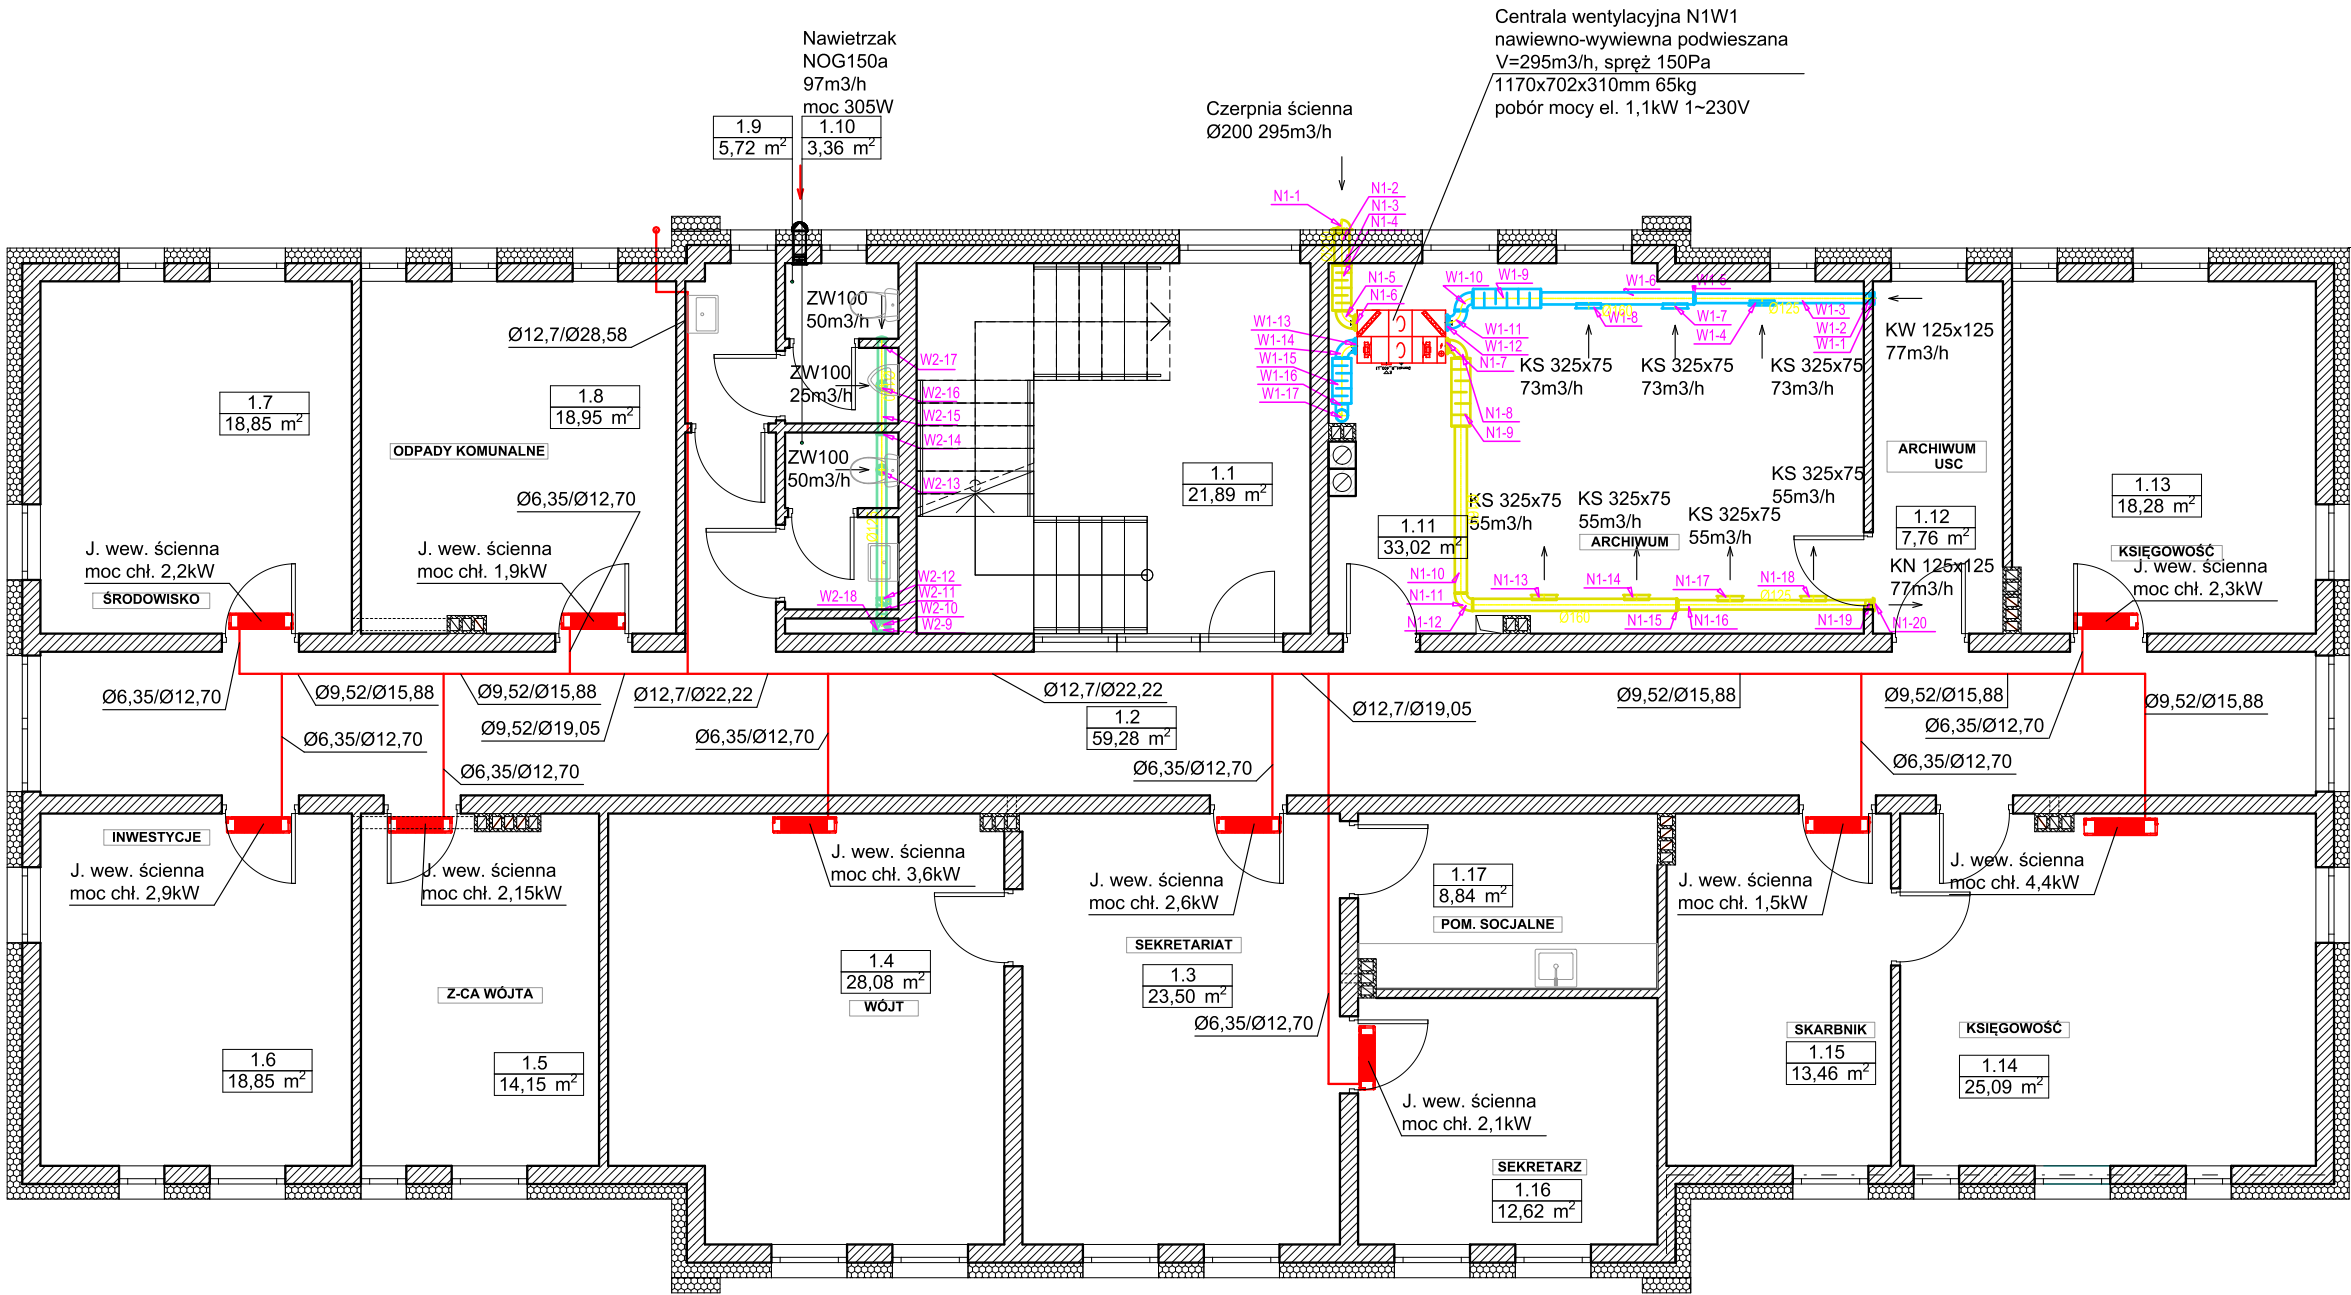 Centrala wentylacyjna N1W1
nawiewno-wywiewna podwieszana
V=295m3/h, spręż 150Pa
1170x702x310mm 65kg
pobór mocy el. 1,1kW 1~230V
Nawietrzak
NOG150a
97m3/h
moc 305W
Czerpnia ścienna
Ø200 295m3/h
1.9
5,72 m²
1.10
3,36 m²
N1-1
N1-2
N1-3
N1-4
N1-5
N1-6
W1-10
W1-9
W1-6
W1-5
W1-8
W1-7
W1-4
Ø125
W1-3
W1-2
W1-1
W1-11
W1-12
N1-7
W1-13
W1-14
W1-15
W1-16
W1-17
N1-8
N1-9
KW 125x125
77m3/h
KS 325x75
73m3/h
KS 325x75
73m3/h
KS 325x75
73m3/h
ZW100
50m3/h
ZW100
25m3/h
ZW100
50m3/h
Ø12,7/Ø28,58
W2-17
W2-16
W2-15
W2-14
W2-13
W2-12
W2-11
W2-10
W2-9
W2-18
1.7
18,85 m²
1.8
18,95 m²
ODPADY KOMUNALNE
Ø6,35/Ø12,70
1.1
21,89 m²
1.11
33,02 m²
ARCHIWUM
KS 325x75
55m3/h
KS 325x75
55m3/h
KS 325x75
55m3/h
KS 325x75
55m3/h
ARCHIWUM
USC
1.12
7,76 m²
KN 125x125
77m3/h
1.13
18,28 m²
KSIĘGOWOŚĆ
J. wew. ścienna
moc chł. 2,3kW
J. wew. ścienna
moc chł. 2,2kW
ŚRODOWISKO
J. wew. ścienna
moc chł. 1,9kW
N1-10
N1-11
N1-12
N1-13
N1-14
N1-17
N1-18
Ø125
Ø160
N1-15
N1-16
N1-19
N1-20
Ø6,35/Ø12,70
Ø9,52/Ø15,88
Ø9,52/Ø15,88
Ø12,7/Ø22,22
Ø12,7/Ø22,22
Ø12,7/Ø19,05
Ø9,52/Ø15,88
Ø9,52/Ø15,88
Ø9,52/Ø15,88
Ø6,35/Ø12,70
Ø9,52/Ø19,05
Ø6,35/Ø12,70
1.2
59,28 m²
Ø6,35/Ø12,70
Ø6,35/Ø12,70
Ø6,35/Ø12,70
Ø6,35/Ø12,70
INWESTYCJE
J. wew. ścienna
moc chł. 2,9kW
J. wew. ścienna
moc chł. 2,15kW
J. wew. ścienna
moc chł. 3,6kW
J. wew. ścienna
moc chł. 2,6kW
1.17
8,84 m²
POM. SOCJALNE
J. wew. ścienna
moc chł. 1,5kW
J. wew. ścienna
moc chł. 4,4kW
SEKRETARIAT
1.3
23,50 m²
1.4
28,08 m²
WÓJT
Z-CA WÓJTA
1.5
14,15 m²
1.6
18,85 m²
Ø6,35/Ø12,70
J. wew. ścienna
moc chł. 2,1kW
SEKRETARZ
1.16
12,62 m²
SKARBNIK
1.15
13,46 m²
KSIĘGOWOŚĆ
1.14
25,09 m²